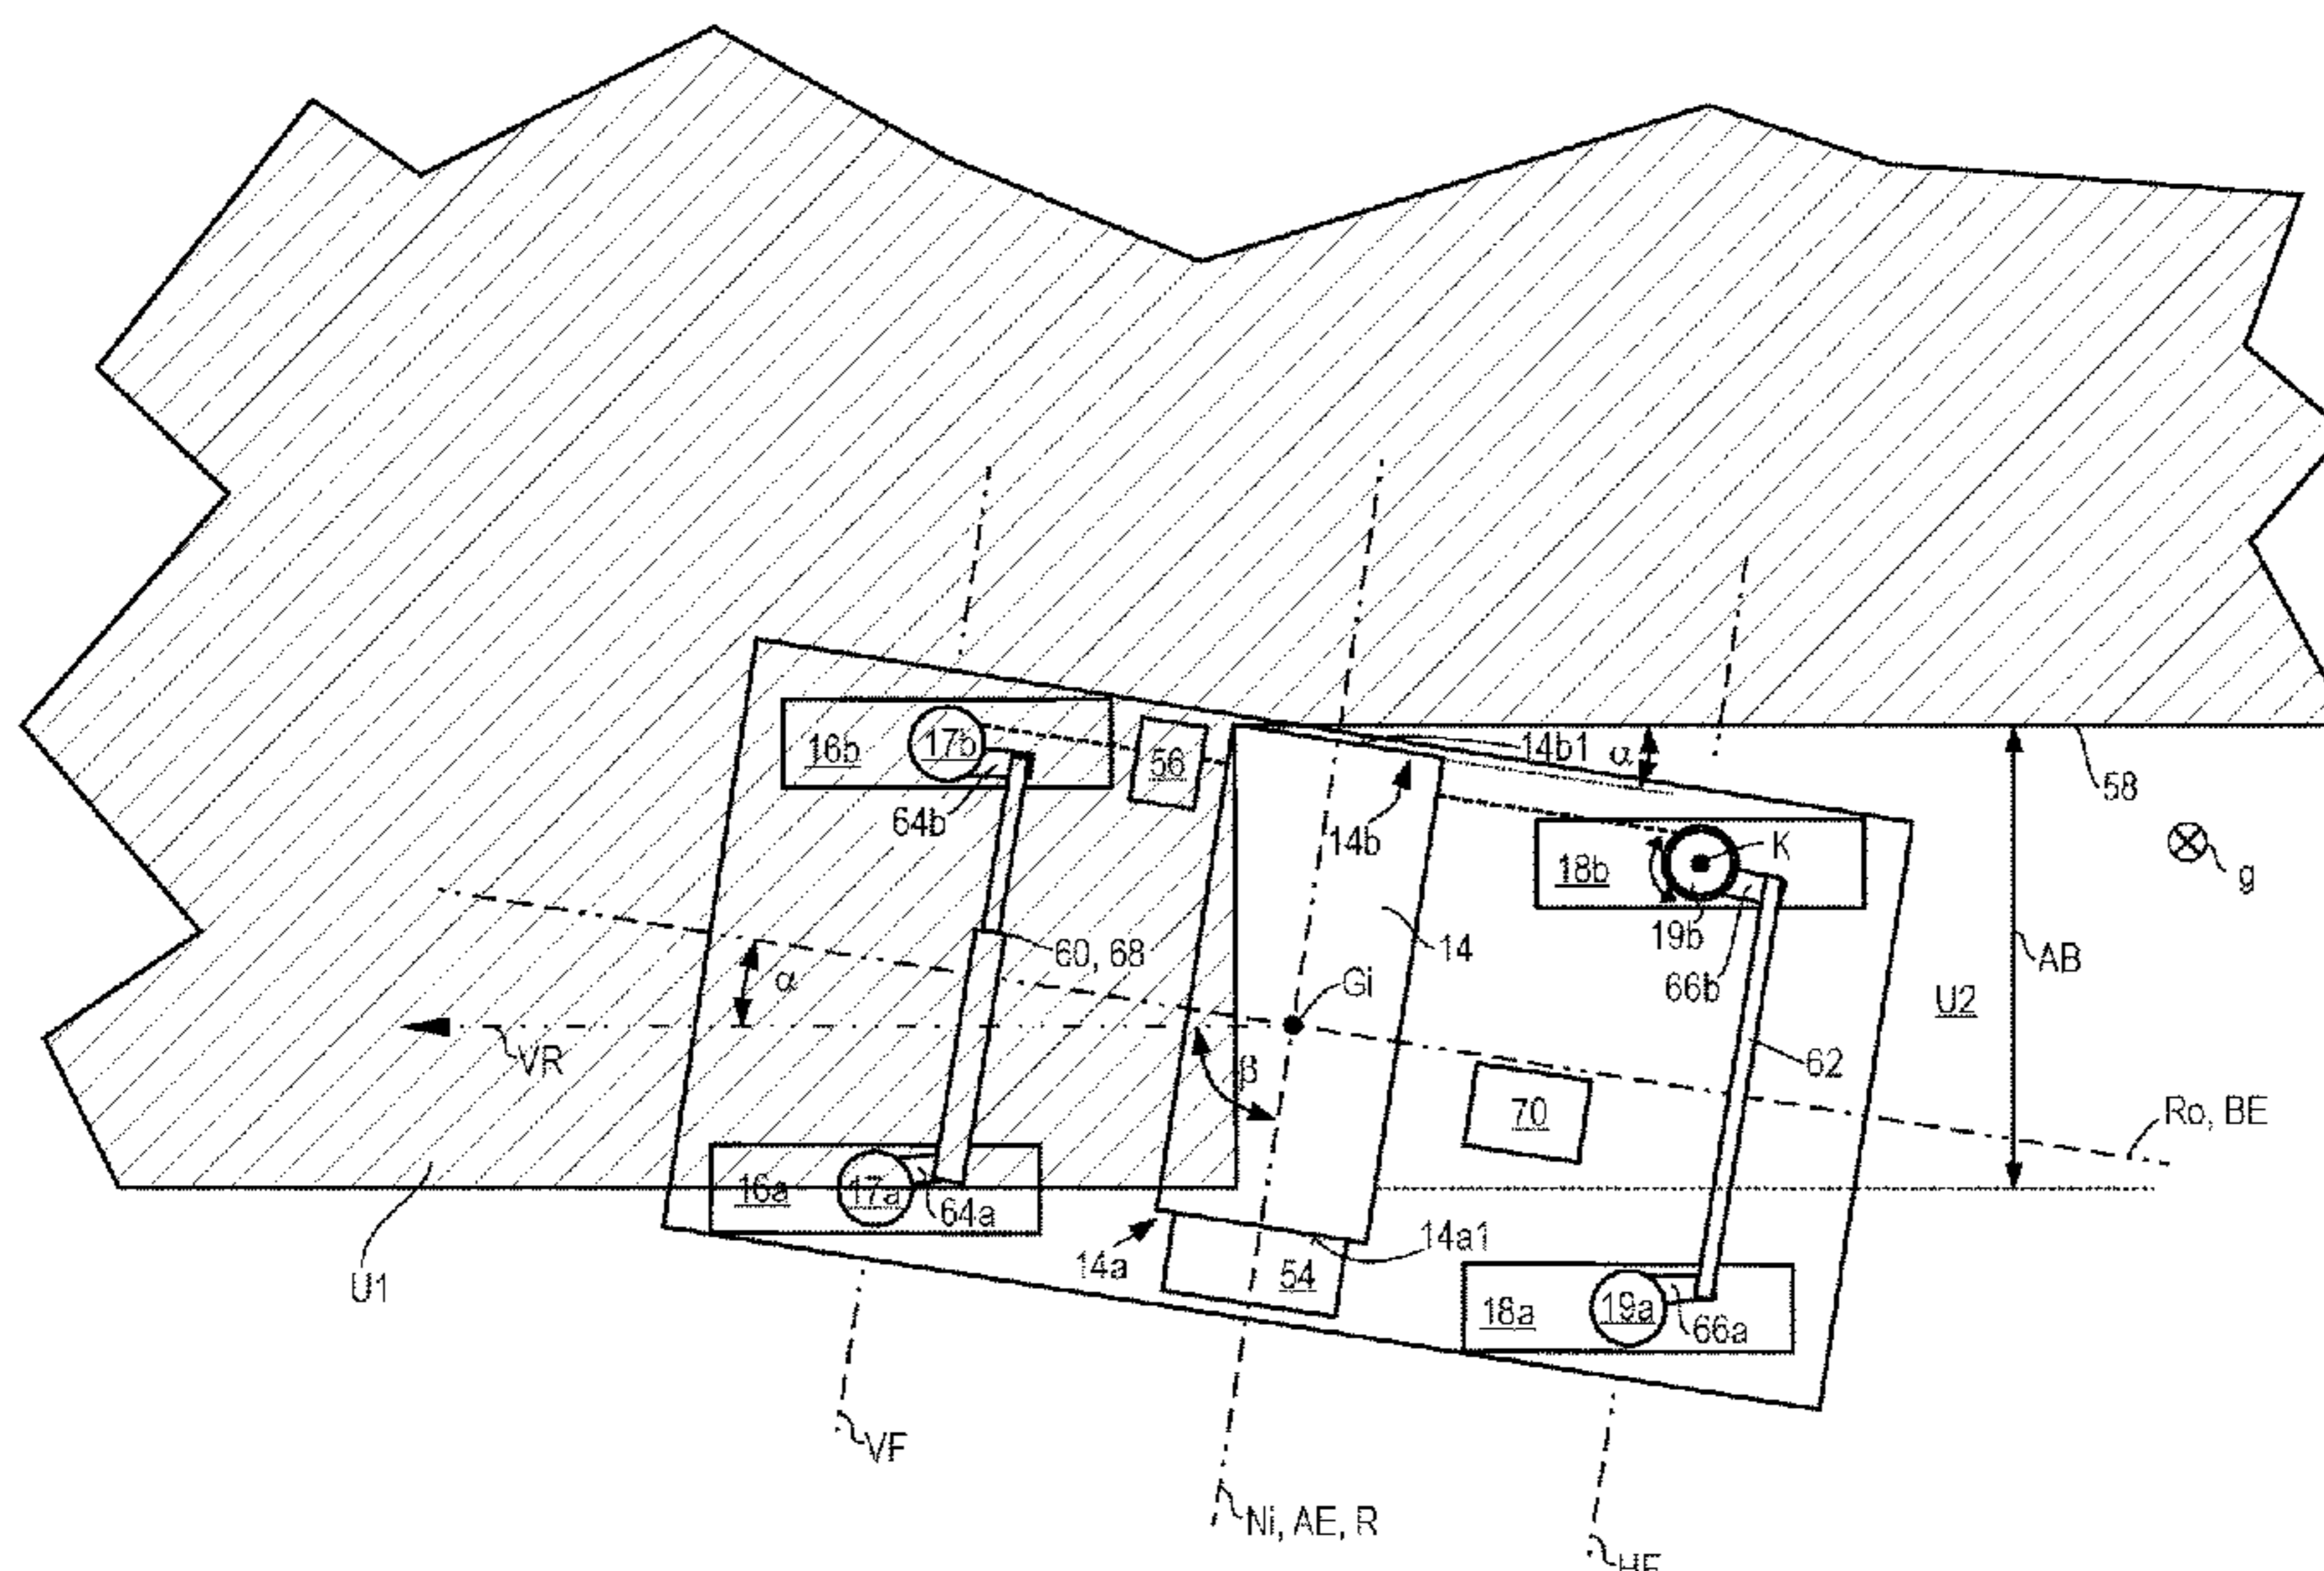 16b
17b
56
14b1
α
58
64b
14b
18b
K
g
19b
14
AB
60, 68
66b
α
Gi
U2
VR
62
β
70
Ro, BE
16a
17a
64a
14a1
U1
14a
54
18a
19a
66a
VF
Ni, AE, R